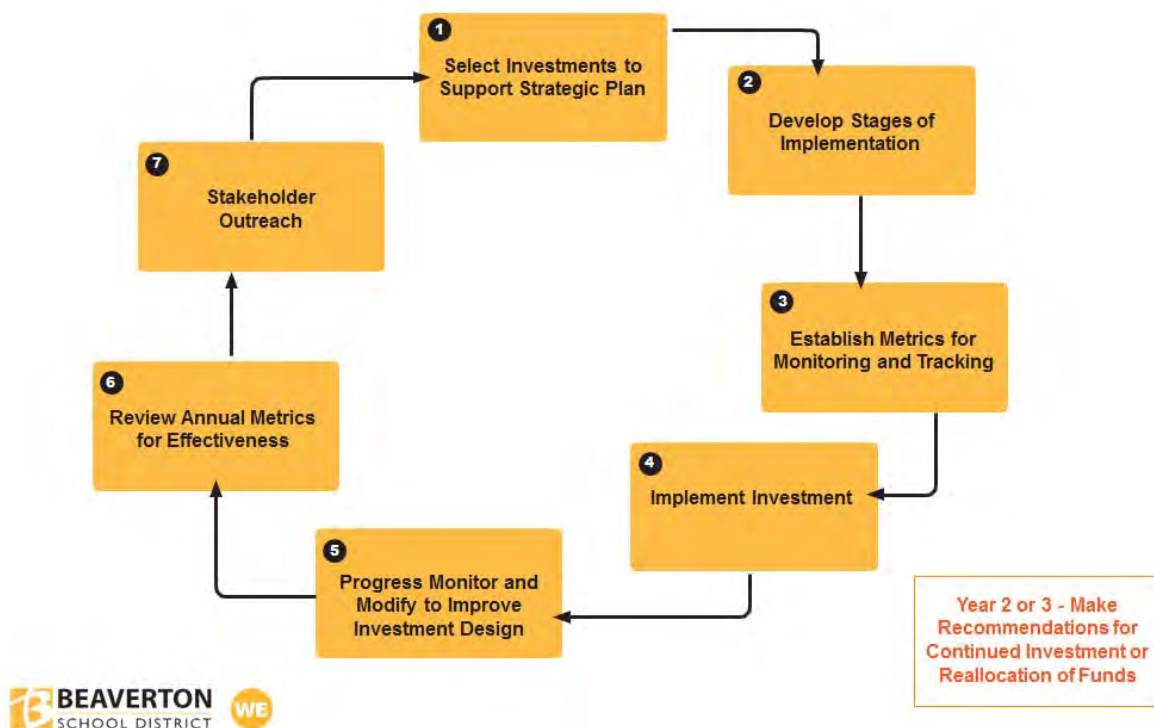 1
Select Investments to
Support Strategic Plan
2
Develop Stages of
Implementation
3
Establish Metrics for
Monitoring and Tracking
4
Implement Investment
5
Progress Monitor and
Modify to Improve
Investment Design
6
Review Annual Metrics
for Effectiveness
7
Stakeholder
Outreach
Year 2 or 3 - Make
Recommendations for
Continued Investment or
Reallocation of Funds
BEAVERTON
SCHOOL DISTRICT
WE